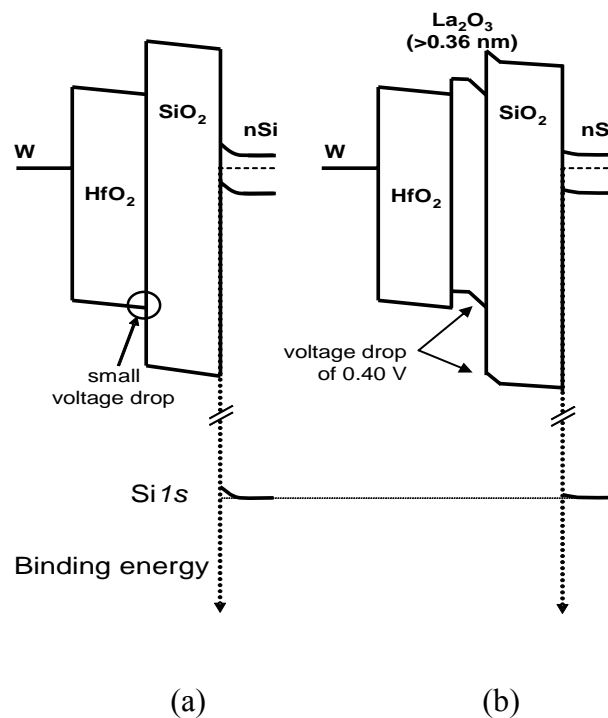 La₂O₃
(>0.36 nm)
SiO₂
nSi
W
HfO₂
small
voltage drop
SiO₂
nS
W
HfO₂
voltage drop
of 0.40 V
Si1s
Binding energy
(a)
(b)